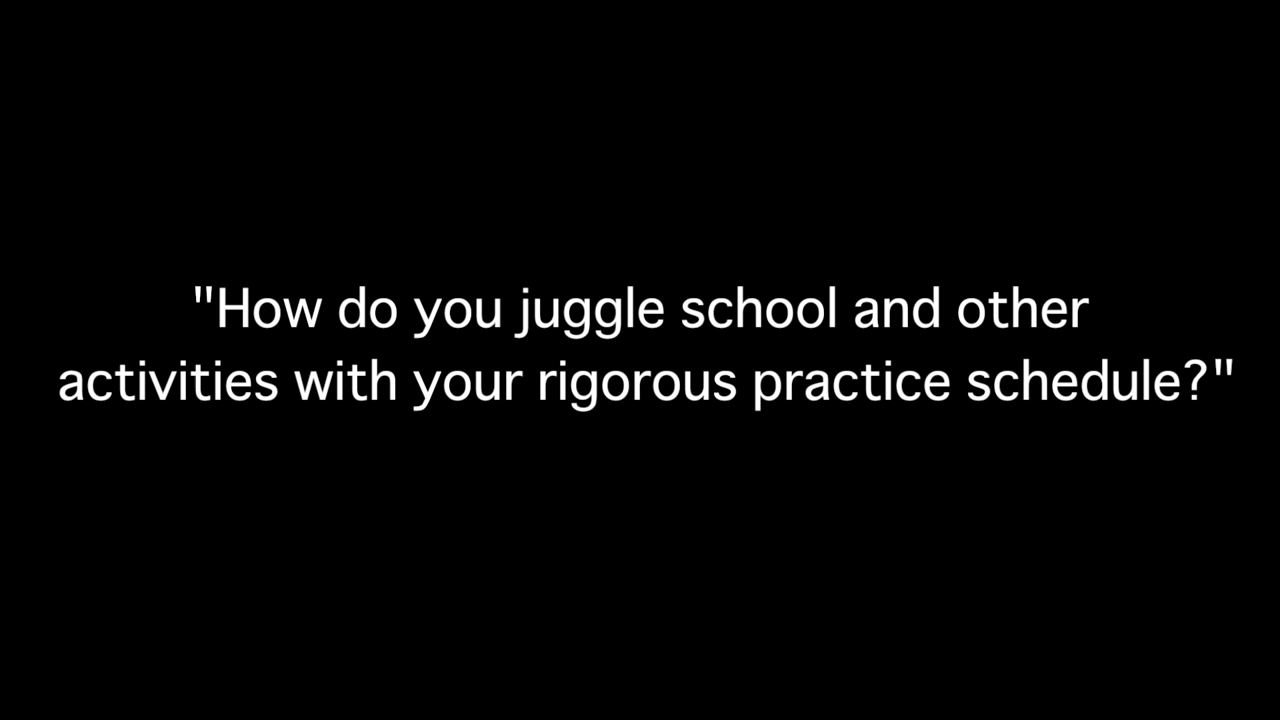 "How do you juggle school and other
activities with your rigorous practice schedule?"